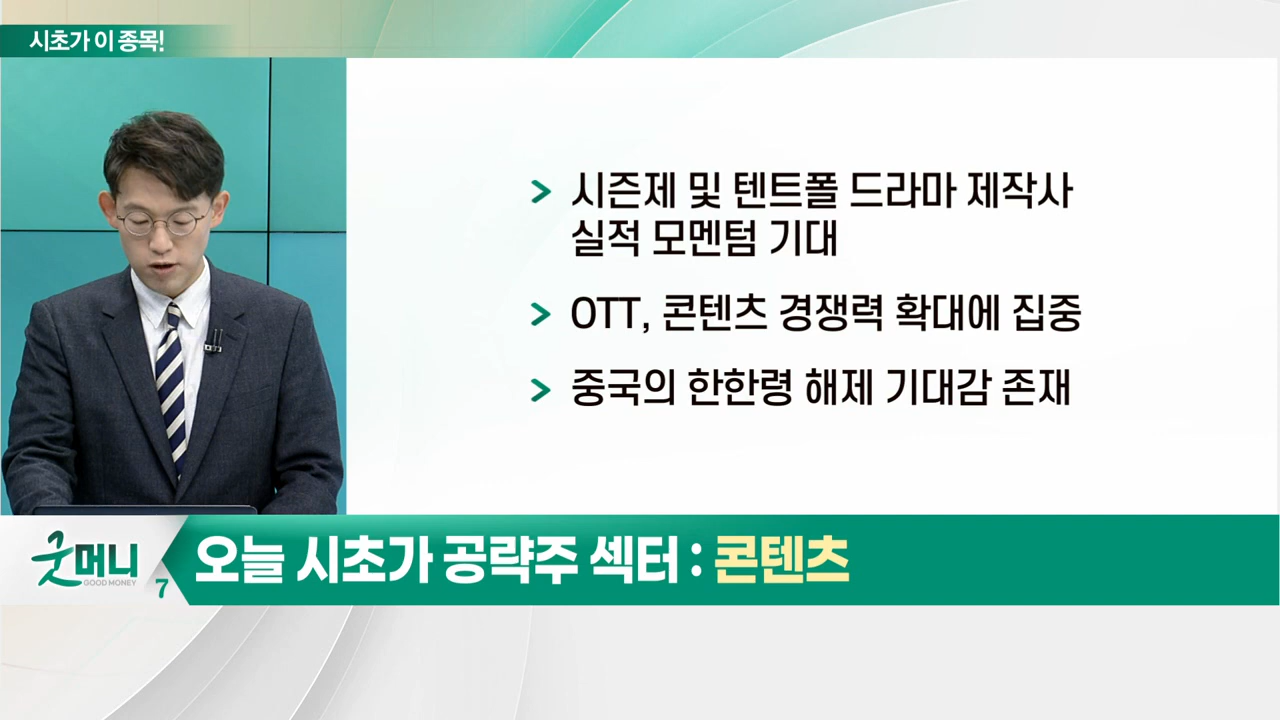 시초가 이 종목!
> 시즌제 및 텐트폴 드라마 제작사
실적 모멘텀 기대
> OTT, 콘텐츠 경쟁력 확대에 집중
> 중국의 한한령 해제 기대감 존재
굿머니
GOOD MONEY
7
오늘 시초가 공략주 섹터 : 콘텐츠